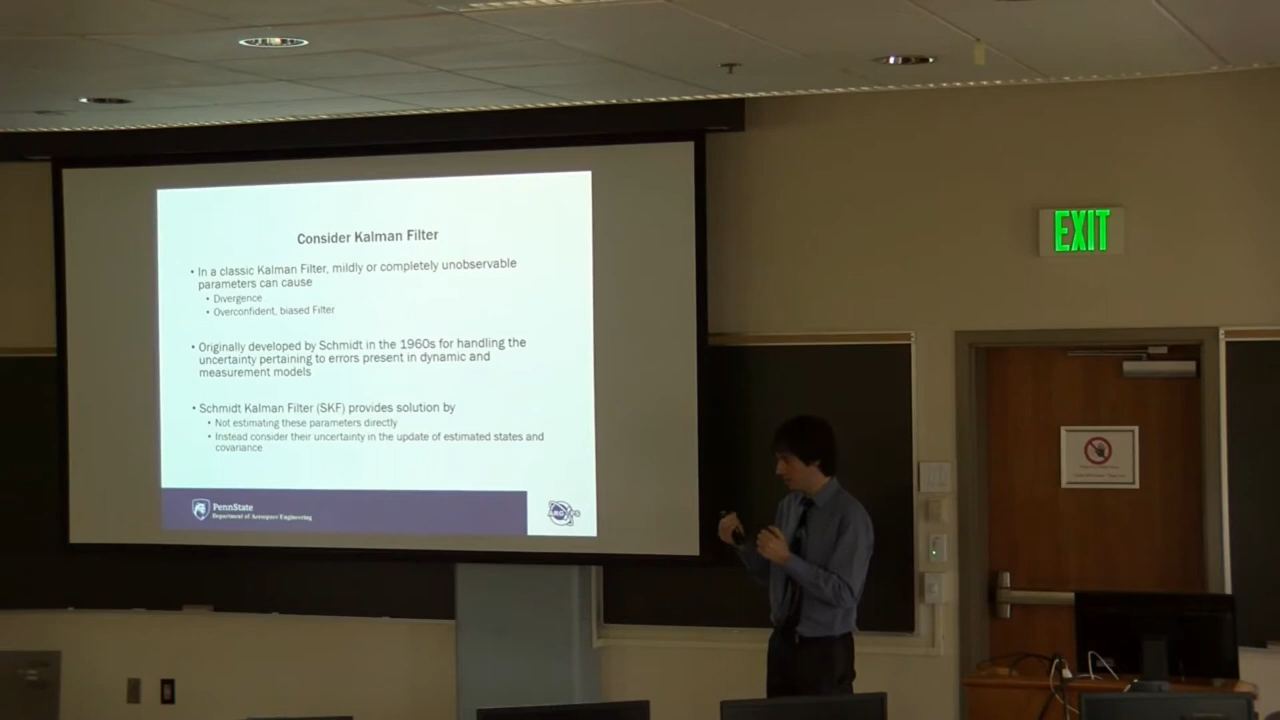 Consider Kalman Filter
• In a classic Kalman Filter, mildly or completely unobservable
parameters can cause
• Divergence
• Overconfident, biased Filter
• Originally developed by Schmidt in the 1960s for handling the
uncertainty pertaining to errors present in dynamic and
measurement models
• Schmidt Kalman Filter (SKF) provides solution by
• Not estimating these parameters directly
• Instead consider their uncertainty in the update of estimated states and
covariance
PennState
Department of Aerospace Engineering
EXIT